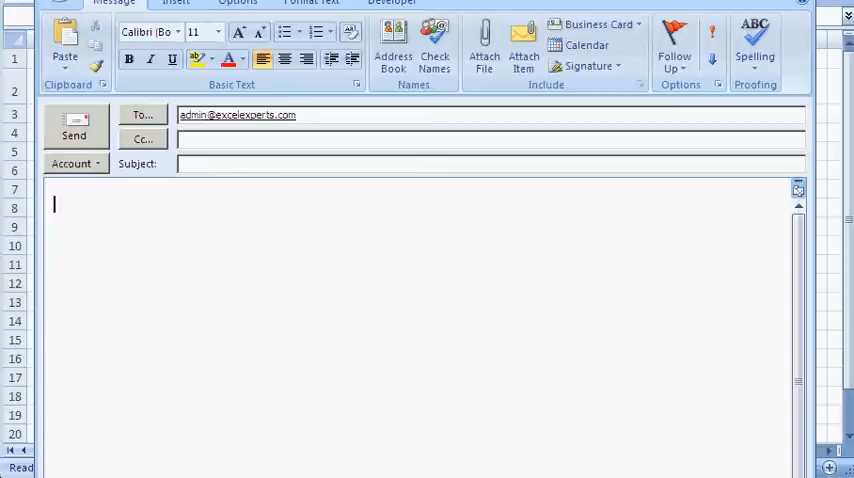 Message Insert Options Format Text Developer
Calibri (Bo 11
Paste
B I U A
Address Book
Check Names
Attach File
Attach Item
Business Card
Calendar
Signature
Follow Up
ABC
Spelling
Clipboard Basic Text Names Include Options Proofing
Send
To... admin@excelexperts.com
Cc...
Account Subject:
1
2
3
4
5
6
7
8
9
10
11
12
13
14
15
16
17
18
19
20
Read